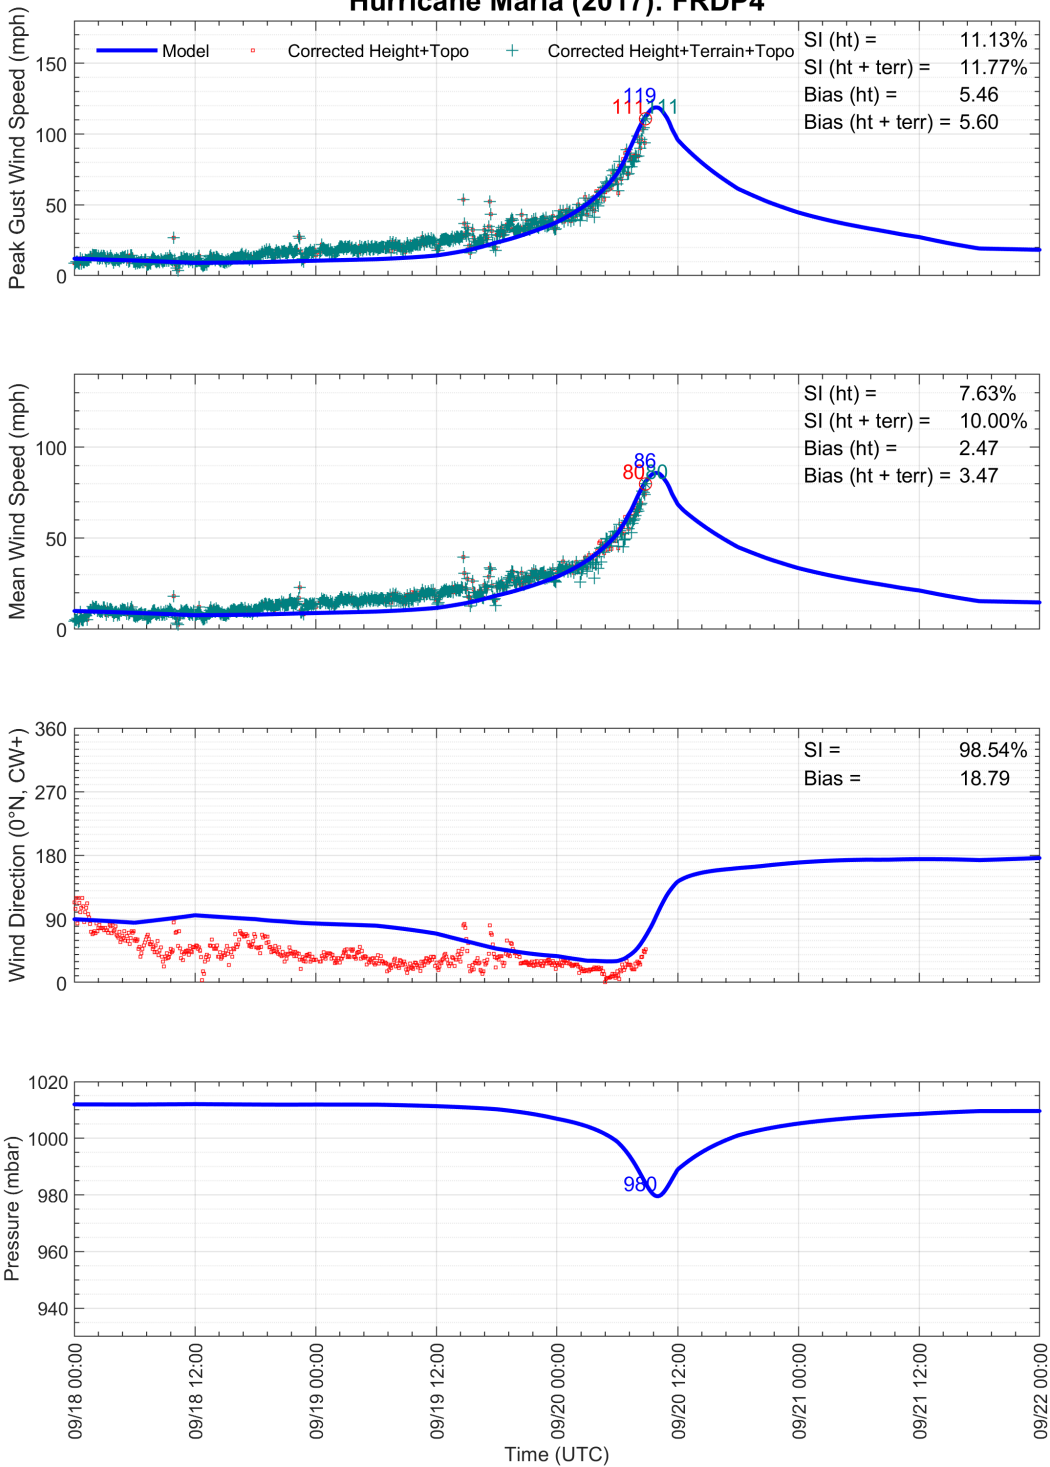 Hurricane Maria (2017): FRDP4
Peak Gust Wind Speed (mph)
150
100
50
0
Model
Corrected Height+Topo
Corrected Height+Terrain+Topo
SI (ht) = 11.13%
SI (ht + terr) = 11.77%
Bias (ht) = 5.46
Bias (ht + terr) = 5.60
119
111
111
Mean Wind Speed (mph)
100
50
0
SI (ht) = 7.63%
SI (ht + terr) = 10.00%
Bias (ht) = 2.47
Bias (ht + terr) = 3.47
86
80
80
Wind Direction (0°N, CW+)
360
270
180
90
0
SI = 98.54%
Bias = 18.79
Pressure (mbar)
1020
1000
980
960
940
980
09/18 00:00
09/18 12:00
09/19 00:00
09/19 12:00
09/20 00:00
09/20 12:00
09/21 00:00
09/21 12:00
09/22 00:00
Time (UTC)